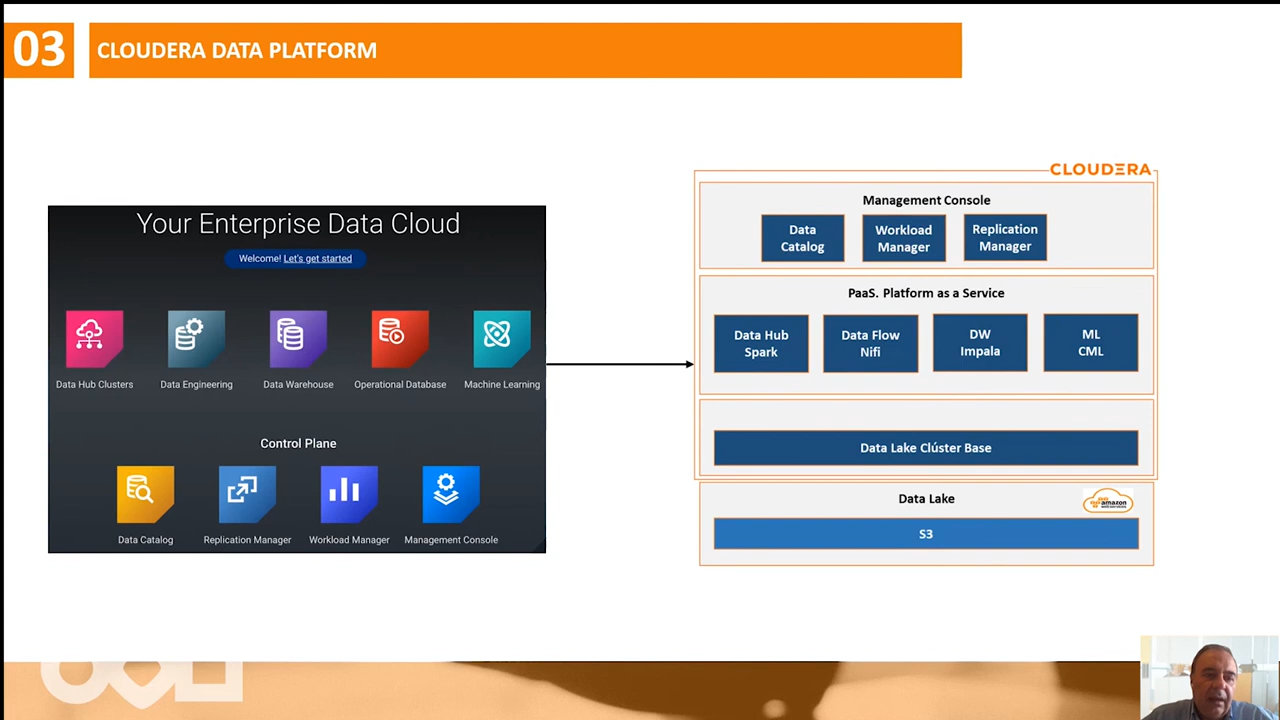 03
CLOUDERA DATA PLATFORM
Your Enterprise Data Cloud
Welcome! Let's get started
Data Hub Clusters
Data Engineering
Data Warehouse
Operational Database
Machine Learning
Control Plane
Data Catalog
Replication Manager
Workload Manager
Management Console
CLOUDERA
Management Console
Data
Catalog
Workload
Manager
Replication
Manager
PaaS. Platform as a Service
Data Hub
Spark
Data Flow
Nifi
DW
Impala
ML
CML
Data Lake Clúster Base
Data Lake
amazon
S3